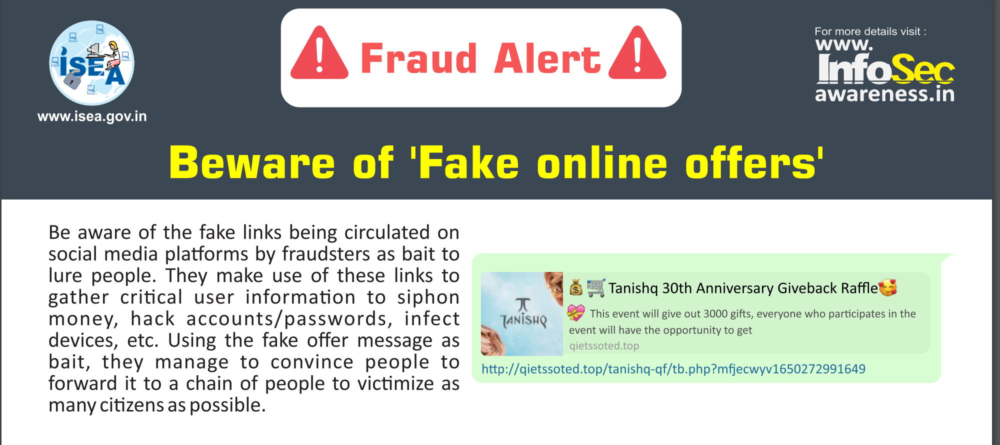 iSEA
www.isea.gov.in
Fraud Alert
For more details visit :
www.
InfoSec
awareness.in
Beware of 'Fake online offers'
Be aware of the fake links being circulated on
social media platforms by fraudsters as bait to
lure people. They make use of these links to
gather critical user information to siphon
money, hack accounts/passwords, infect
devices, etc. Using the fake offer message as
bait, they manage to convince people to
forward it to a chain of people to victimize as
many citizens as possible.
TANiSHQ
💰🛒Tanishq 30th Anniversary Giveback Raffle🥰
💝 This event will give out 3000 gifts, everyone who participates in the
event will have the opportunity to get
qietssoted.top
http://qietssoted.top/tanishq-qf/tb.php?mfjecwyv1650272991649